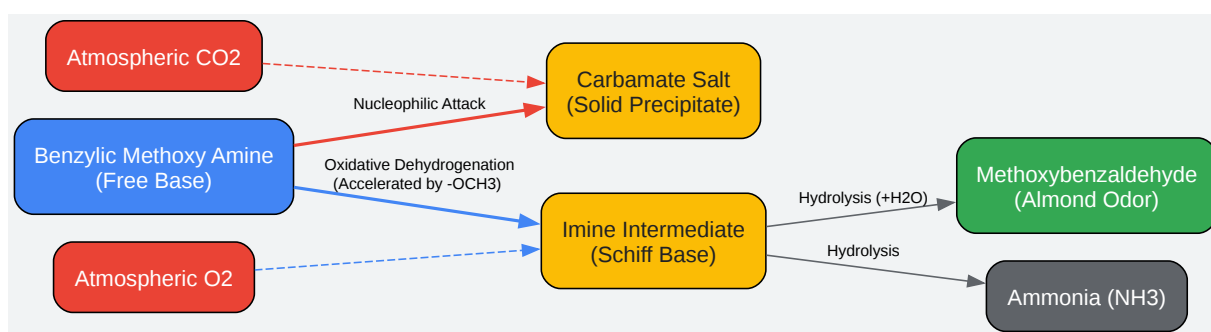 Atmospheric CO2
Carbamate Salt
(Solid Precipitate)
Nucleophilic Attack
Benzylic Methoxy Amine
(Free Base)
Oxidative Dehydrogenation
(Accelerated by -OCH3)
Methoxybenzaldehyde
(Almond Odor)
Hydrolysis (+H2O)
Imine Intermediate
(Schiff Base)
Hydrolysis
Atmospheric O2
Ammonia (NH3)